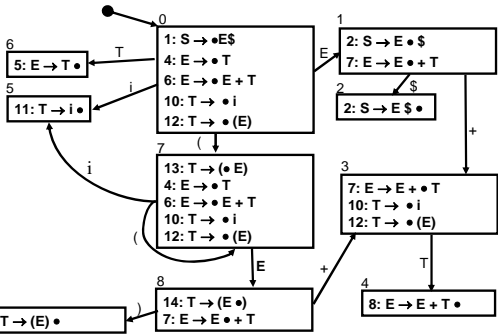 0
1: S → ●E$
4: E → ● T
6: E → ● E + T
10: T → ● i
12: T → ● (E)
1
2: S → E ● $
7: E → E ● + T
E
6
5: E → T ●
T
5
11: T → i ●
i
$
2
2: S → E $ ●
(
+
7
13: T → (● E)
4: E → ● T
6: E → ● E + T
10: T → ● i
12: T → ● (E)
i
(
3
7: E → E + ● T
10: T → ● i
12: T → ● (E)
E
+
T
8
14: T → (E ●)
7: E → E ● + T
4
8: E → E + T ●
)
T → (E) ●